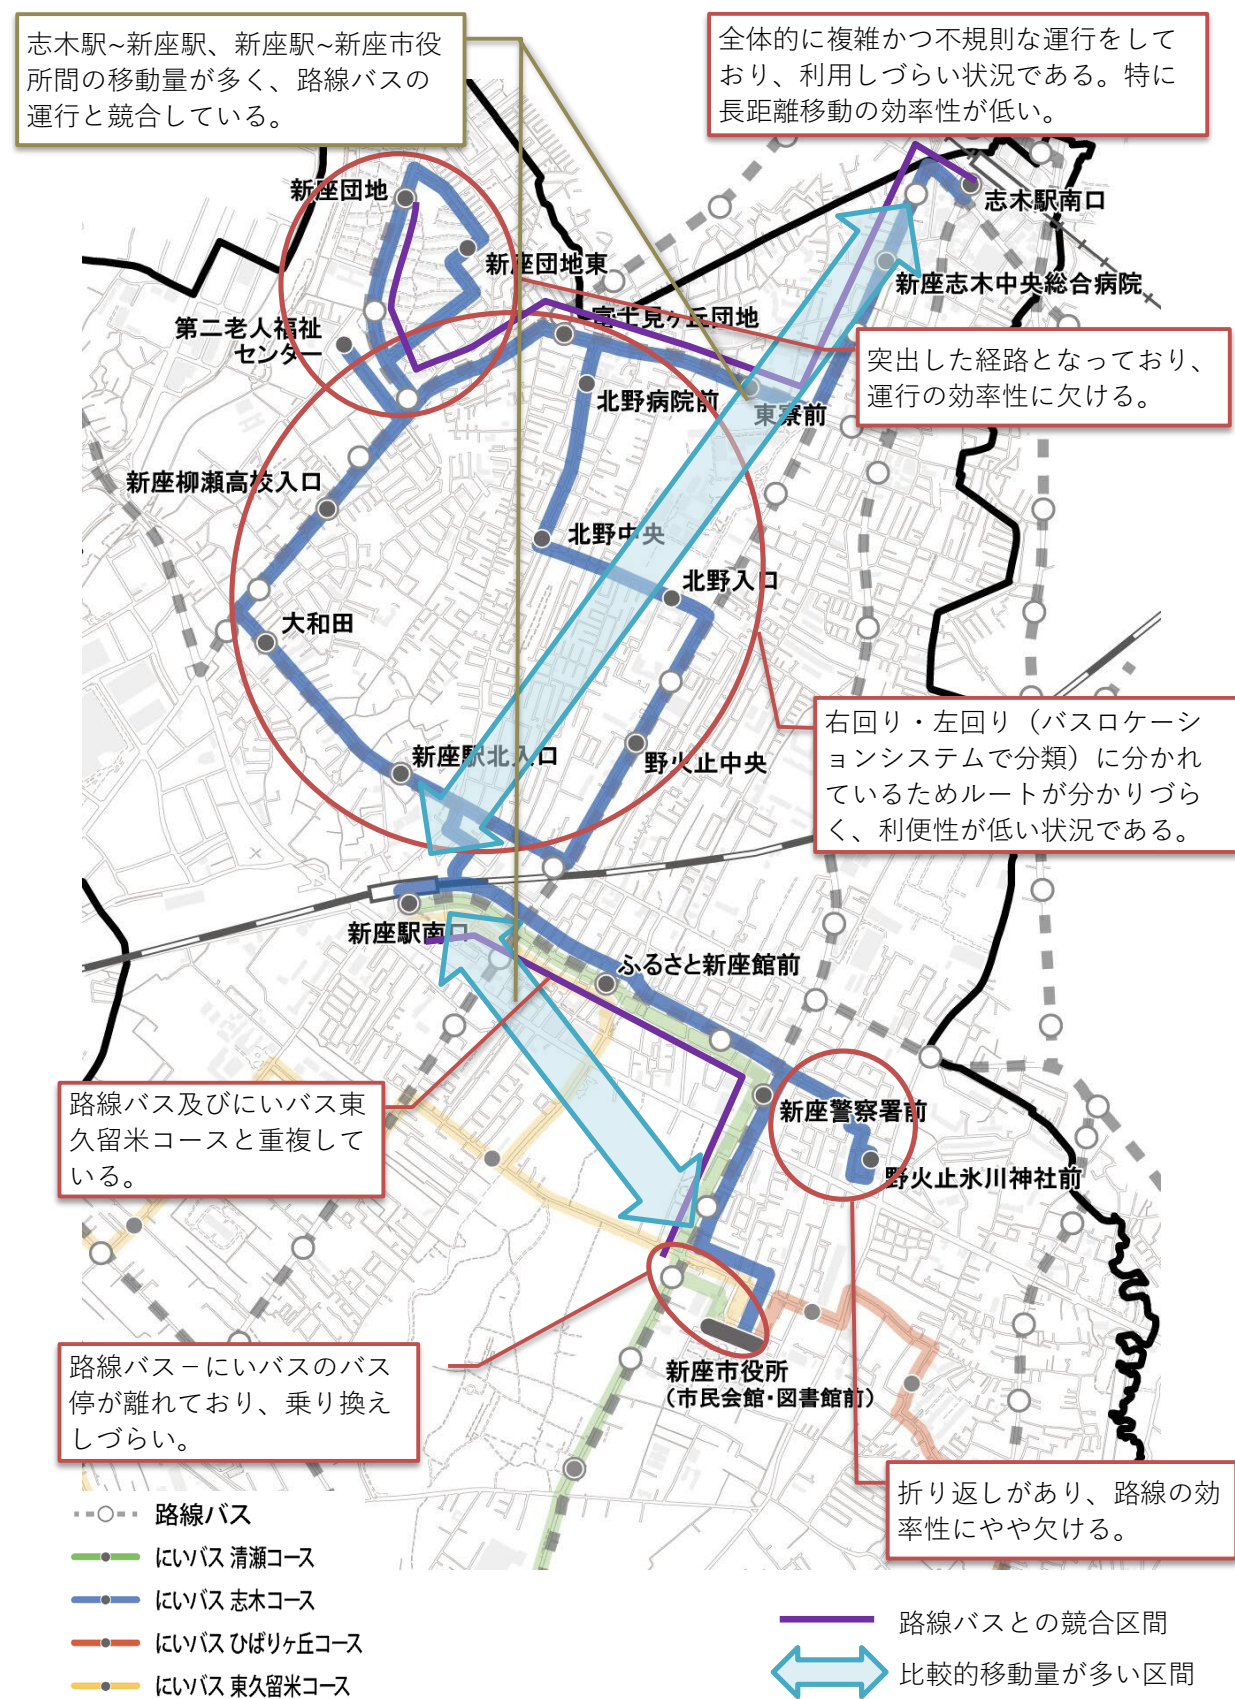 志木駅~新座駅、新座駅~新座市役
所間の移動量が多く、路線バスの
運行と競合している。
全体的に複雑かつ不規則な運行をして
おり、利用しづらい状況である。特に
長距離移動の効率性が低い。
新座団地
志木駅南口
新座団地東
新座志木中央総合病院
第二老人福祉
センター
富士見ヶ丘団地
突出した経路となっており、
運行の効率性に欠ける。
北野病院前
東寮前
新座柳瀬高校入口
北野中央
北野入口
大和田
右回り・左回り（バスロケーシ
ョンシステムで分類）に分かれ
ているためルートが分かりづら
く、利便性が低い状況である。
新座駅北入口
野火止中央
新座駅南口
ふるさと新座館前
路線バス及びにいバス東
久留米コースと重複して
いる。
新座警察署前
野火止氷川神社前
路線バス－にいバスのバス
停が離れており、乗り換え
しづらい。
新座市役所
（市民会館・図書館前）
折り返しがあり、路線の効
率性にやや欠ける。
路線バス
にいバス 清瀬コース
にいバス 志木コース
にいバス ひばりヶ丘コース
にいバス 東久留米コース
路線バスとの競合区間
比較的移動量が多い区間